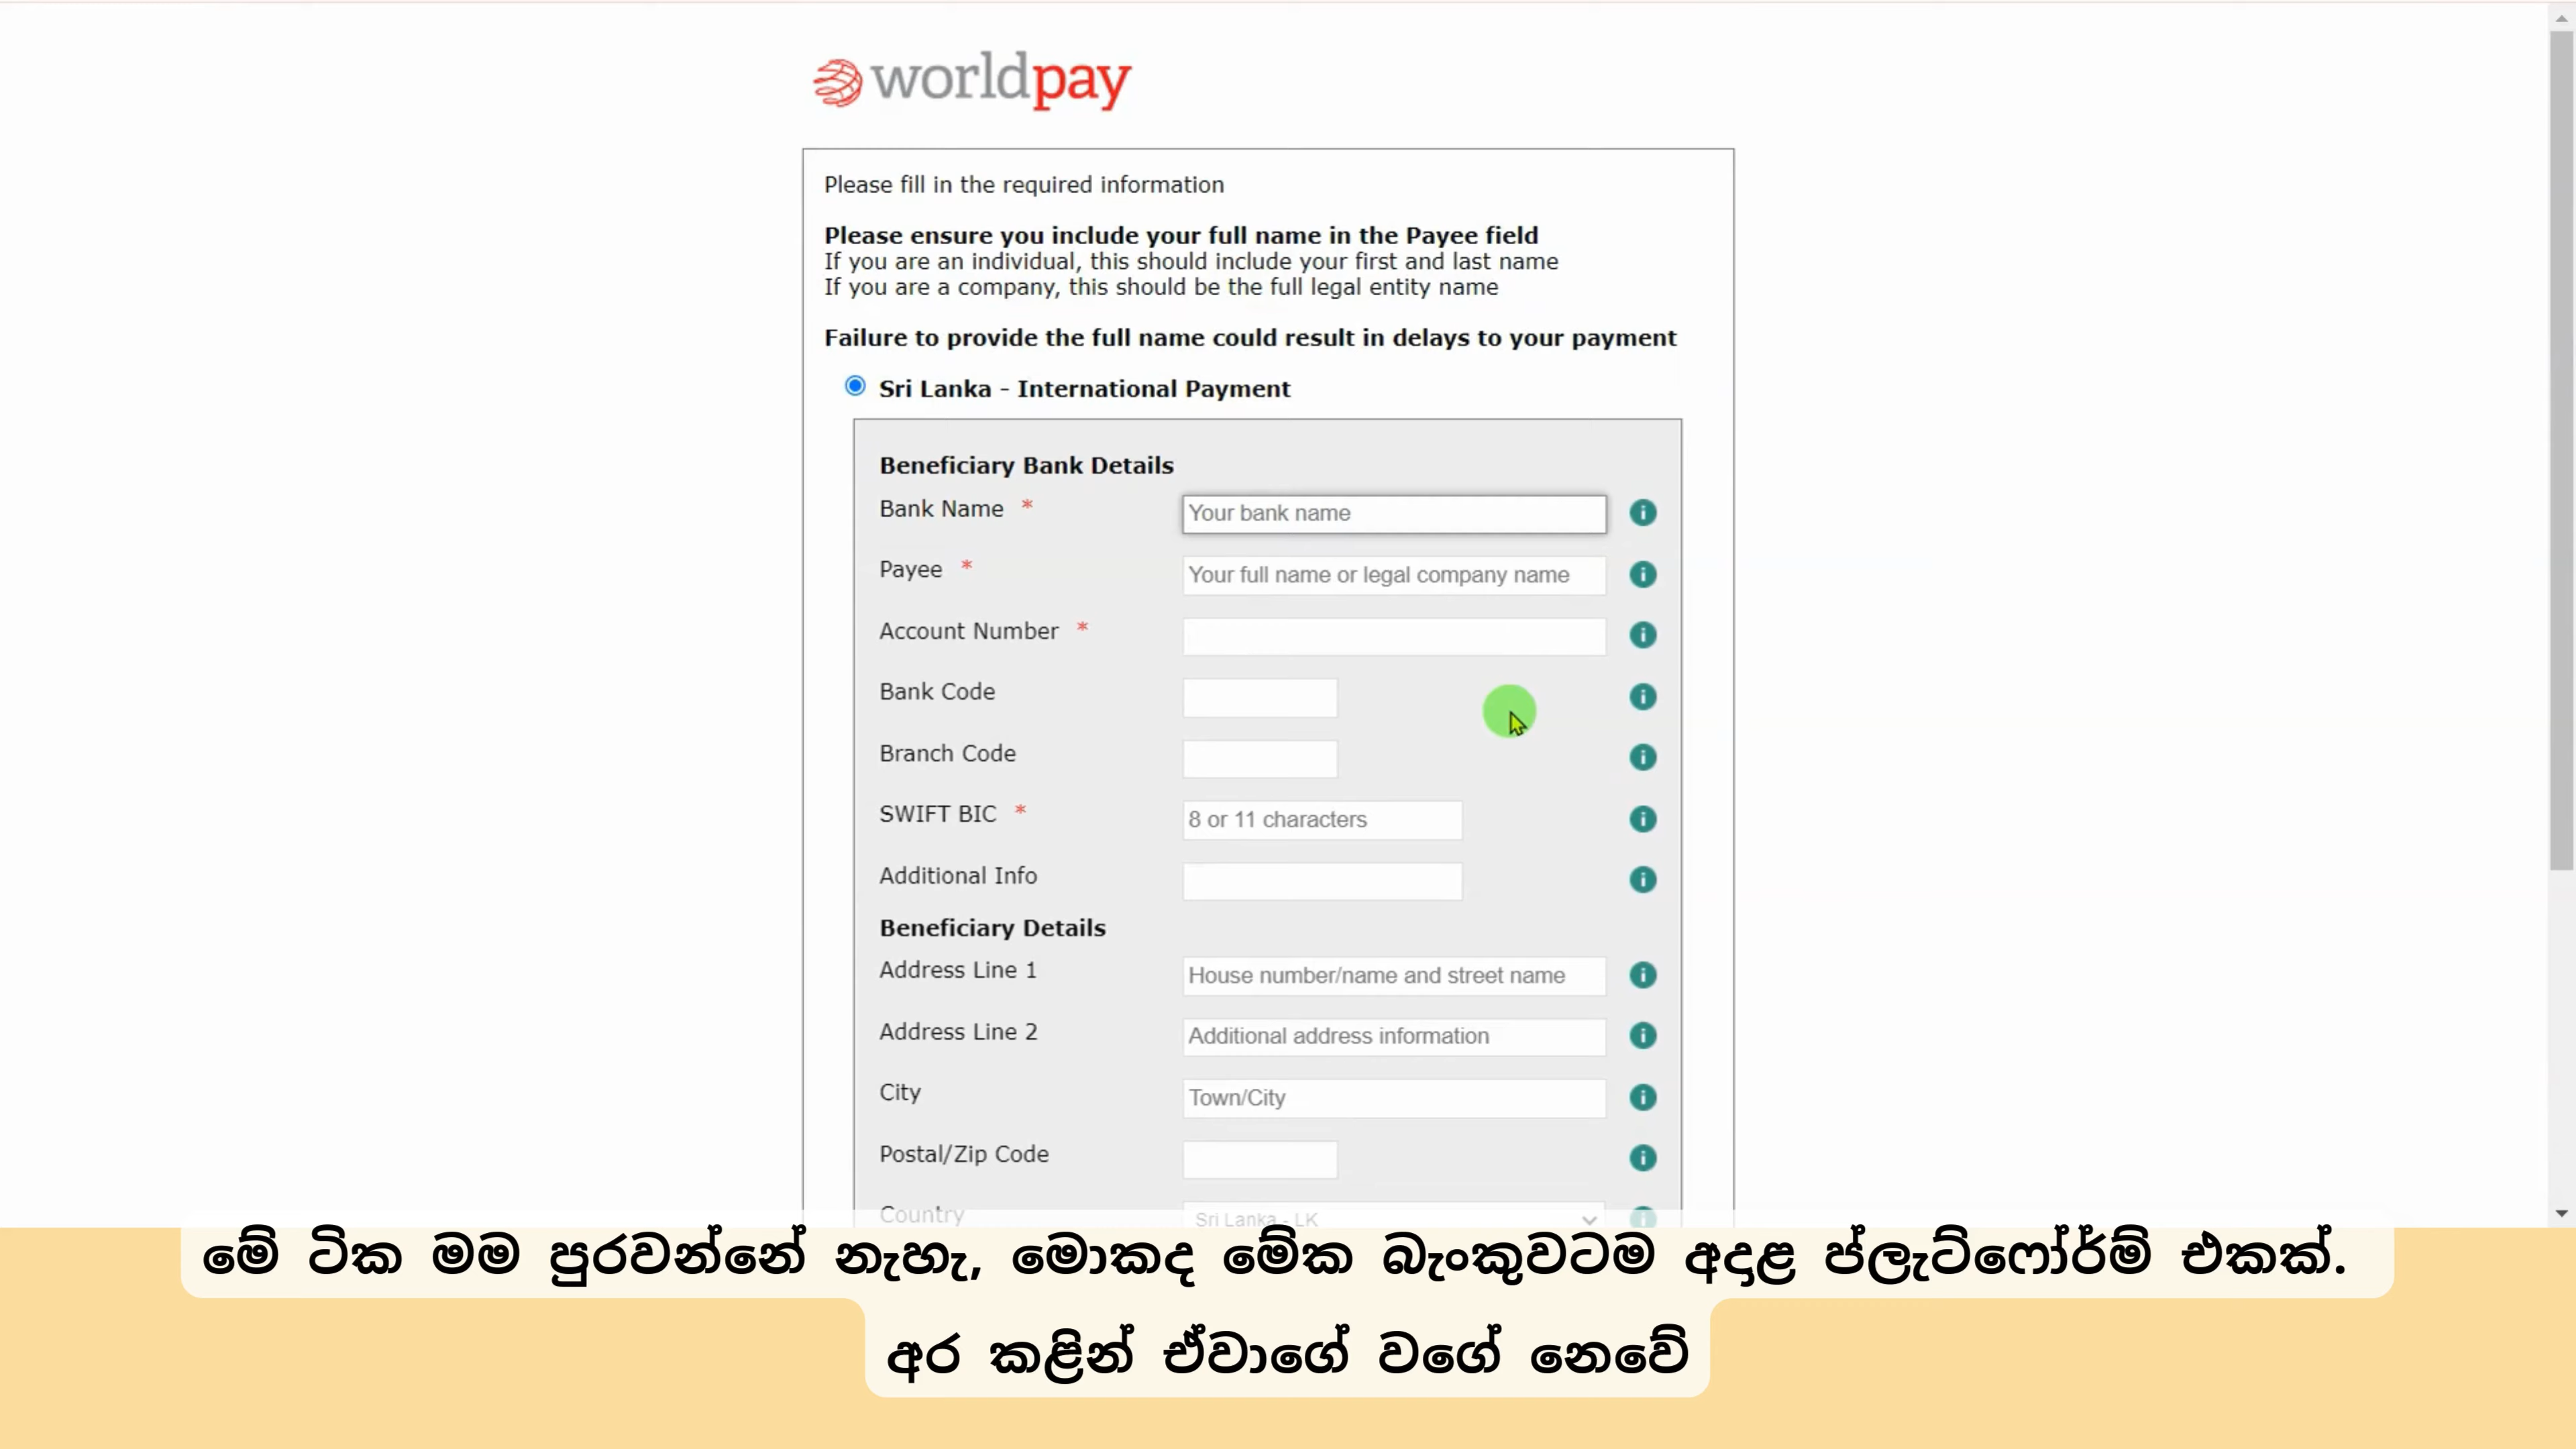 worldpay
Please fill in the required information
Please ensure you include your full name in the Payee field
If you are an individual, this should include your first and last name
If you are a company, this should be the full legal entity name
Failure to provide the full name could result in delays to your payment
Sri Lanka - International Payment
Beneficiary Bank Details
Bank Name * Your bank name
Payee * Your full name or legal company name
Account Number *
Bank Code
Branch Code
SWIFT BIC * 8 or 11 characters
Additional Info
Beneficiary Details
Address Line 1 House number/name and street name
Address Line 2 Additional address information
City Town/City
Postal/Zip Code
Country Sri Lanka - LK
මේ ටික මම පුරවන්නේ නැහැ, මොකද මේක බැංකුවටම අදාළ ප්ලැට්ෆෝර්ම් එකක්.
අර කළින් ඒවාගේ වගේ නෙවේ